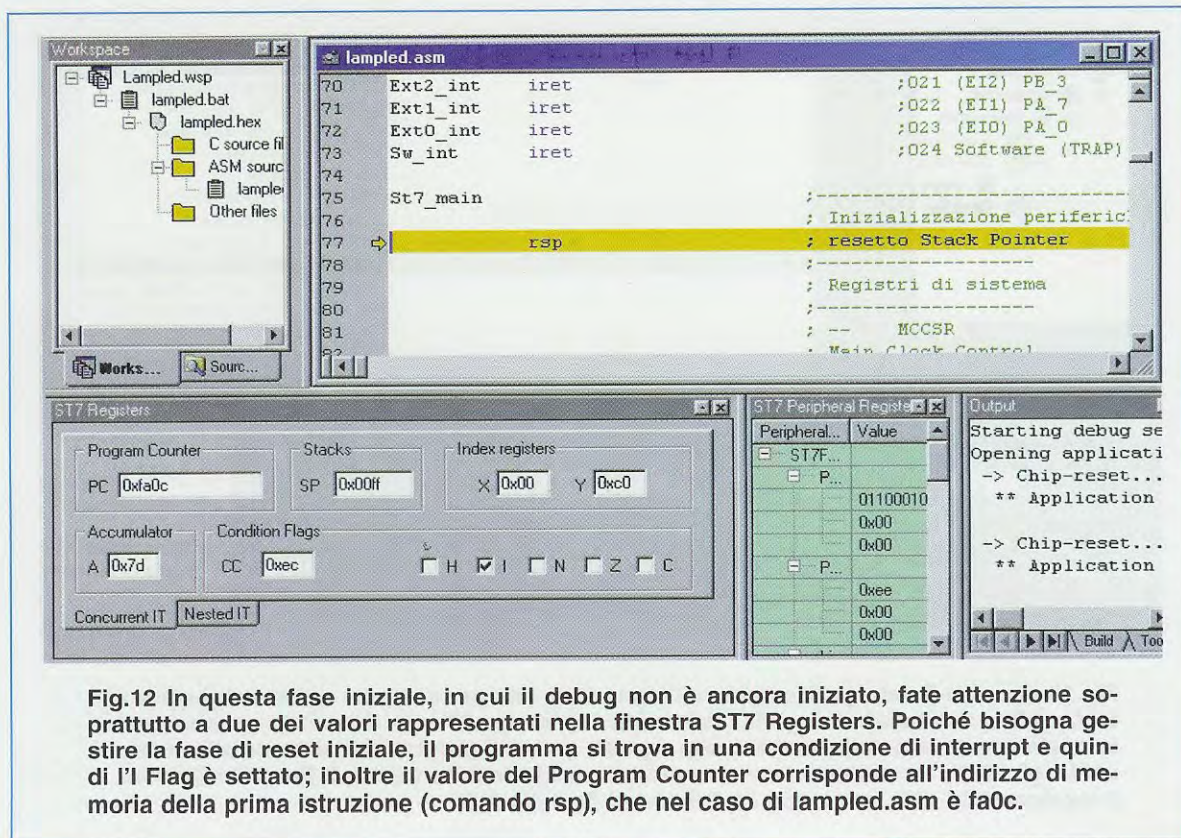 Workspace
Lampled.wsp
lampled.bat
lampled.hex
C source fil
ASM sourc
lample
Other files
Works...
Sourc...
lampled.asm
70 Ext2_int iret ;021 (EI2) PB_3
71 Ext1_int iret ;022 (EI1) PA_7
72 Ext0_int iret ;023 (EI0) PA_0
73 Sw_int iret ;024 Software (TRAP)
74
75 St7_main ;-----------------------------
76 ; Inizializzazione periferic
77 rsp ; resetto Stack Pointer
78 ;--------------------
79 ; Registri di sistema
80 ;--------------------
81 ; -- MCCSR
82 ; Main Clock Control
ST7 Registers
Program Counter
PC 0xfa0c
Stacks
SP 0x00ff
Index registers
X 0x00 Y 0xc0
Accumulator
A 0x7d
Condition Flags
CC 0xec
H I N Z C
Concurrent IT
Nested IT
ST7 Peripheral Registe
Peripheral... Value
ST7F...
P...
01100010
0x00
0x00
P...
0xee
0x00
0x00
Output
Starting debug se
Opening applicati
-> Chip-reset...
** Application
-> Chip-reset...
** Application
Build
Too
Fig.12 In questa fase iniziale, in cui il debug non è ancora iniziato, fate attenzione so-
prattutto a due dei valori rappresentati nella finestra ST7 Registers. Poiché bisogna ge-
stire la fase di reset iniziale, il programma si trova in una condizione di interrupt e quin-
di l'I Flag è settato; inoltre il valore del Program Counter corrisponde all'indirizzo di me-
moria della prima istruzione (comando rsp), che nel caso di lampled.asm è fa0c.